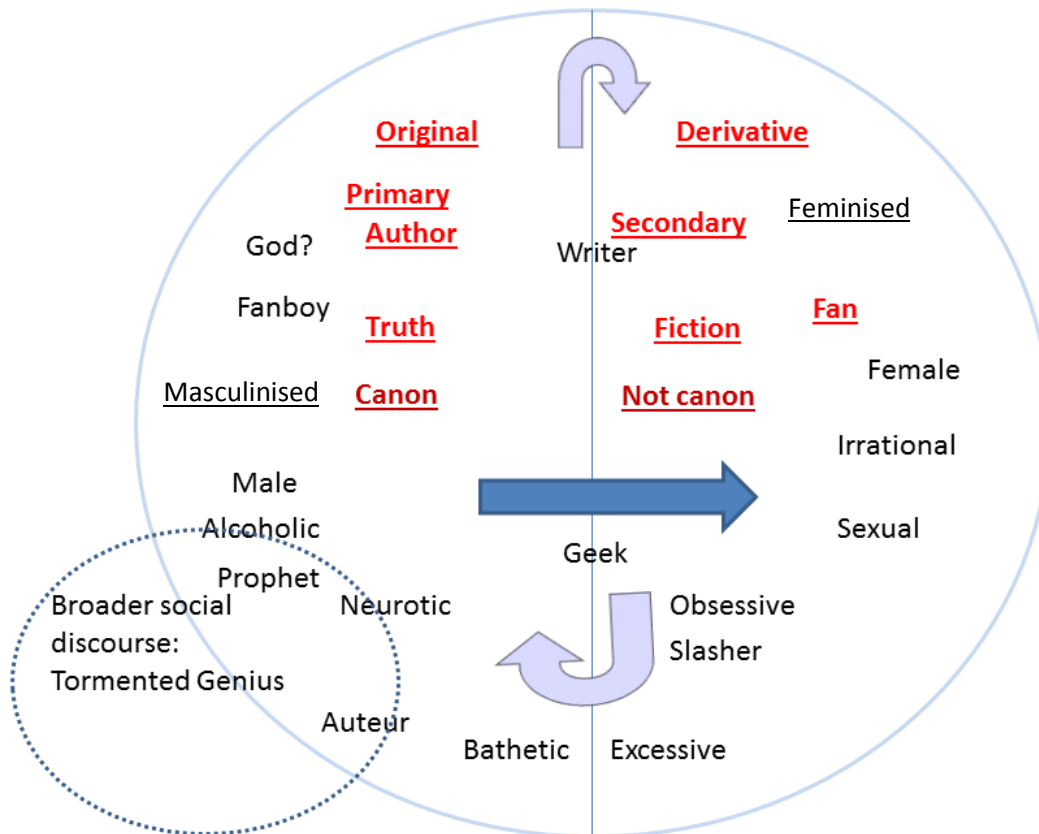 Original
Derivative
Primary
Feminised
Secondary
Author
God?
Writer
Fanboy
Fan
Truth
Fiction
Female
Masculinised
Canon
Not canon
Irrational
Male
Alcoholic
Sexual
Geek
Prophet
Broader social
discourse:
Tormented Genius
Neurotic
Obsessive
Slasher
Auteur
Bathetic
Excessive